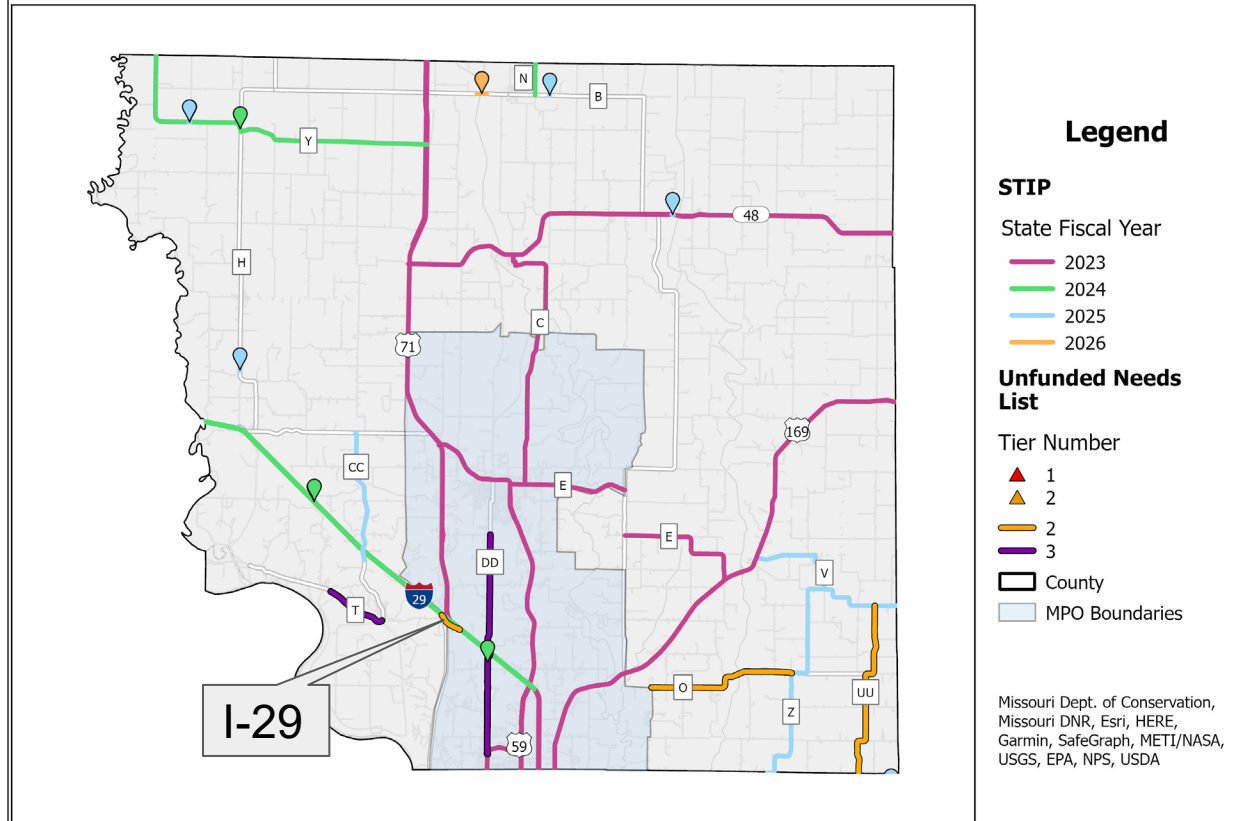 N
B
Y
48
H
C
71
169
CC
E
E
DD
V
29
T
O
UU
Z
I-29
59
Legend
STIP
State Fiscal Year
2023
2024
2025
2026
Unfunded Needs
List
Tier Number
1
2
2
3
County
MPO Boundaries
Missouri Dept. of Conservation,
Missouri DNR, Esri, HERE,
Garmin, SafeGraph, METI/NASA,
USGS, EPA, NPS, USDA